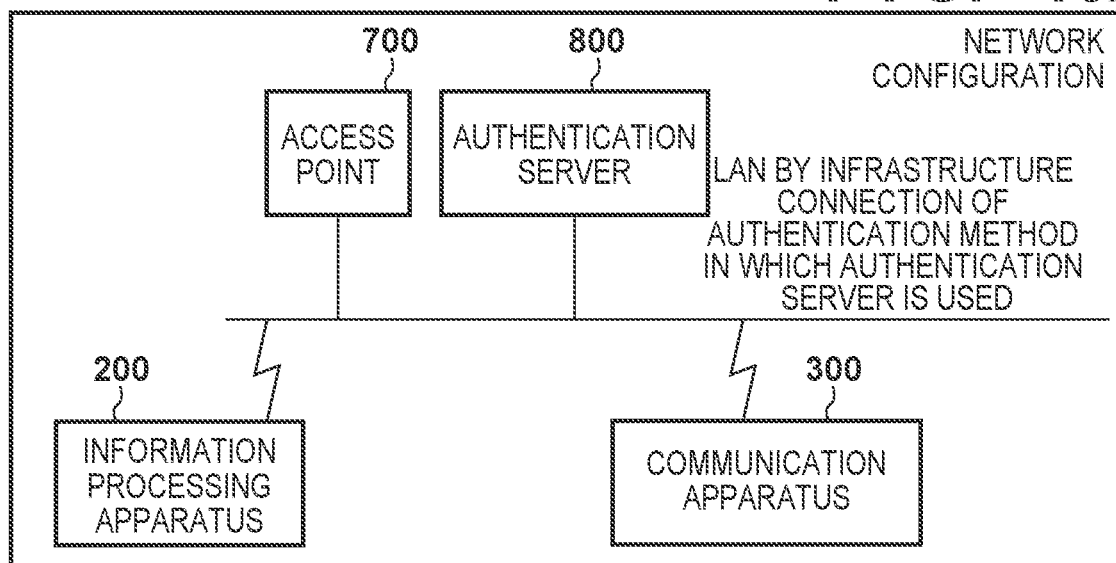 700
800
NETWORK
CONFIGURATION
ACCESS
POINT
AUTHENTICATION
SERVER
LAN BY INFRASTRUCTURE
CONNECTION OF
AUTHENTICATION METHOD
IN WHICH AUTHENTICATION
SERVER IS USED
200
300
INFORMATION
PROCESSING
APPARATUS
COMMUNICATION
APPARATUS